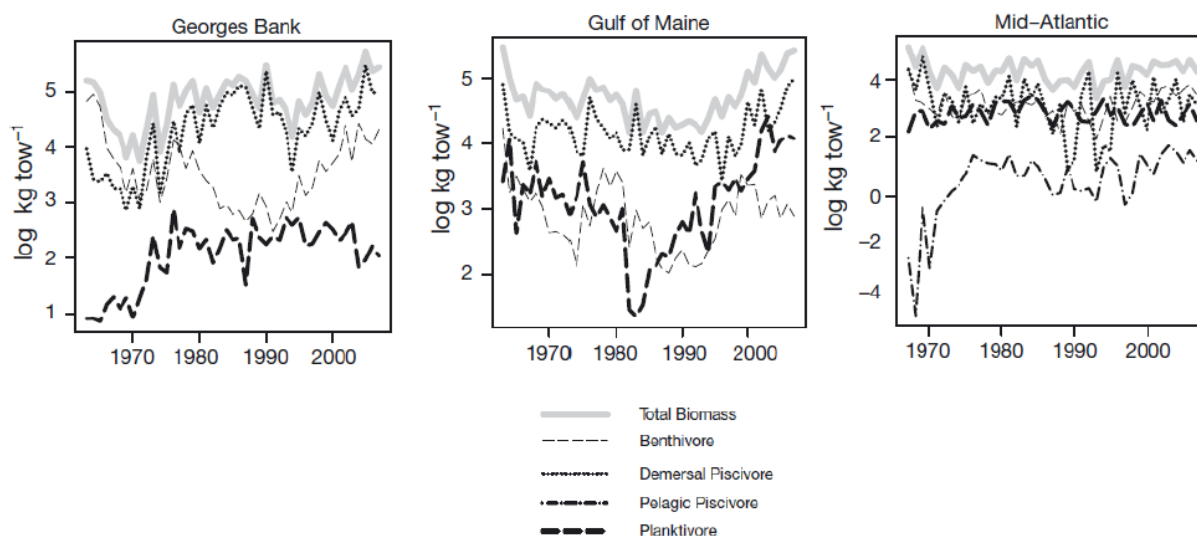 Georges Bank
log kg tow⁻¹
5
4
3
2
1
1970 1980 1990 2000
Gulf of Maine
log kg tow⁻¹
5
4
3
2
1970 1980 1990 2000
Mid–Atlantic
log kg tow⁻¹
4
2
0
−2
−4
1970 1980 1990 2000
Total Biomass
Benthivore
Demersal Piscivore
Pelagic Piscivore
Planktivore